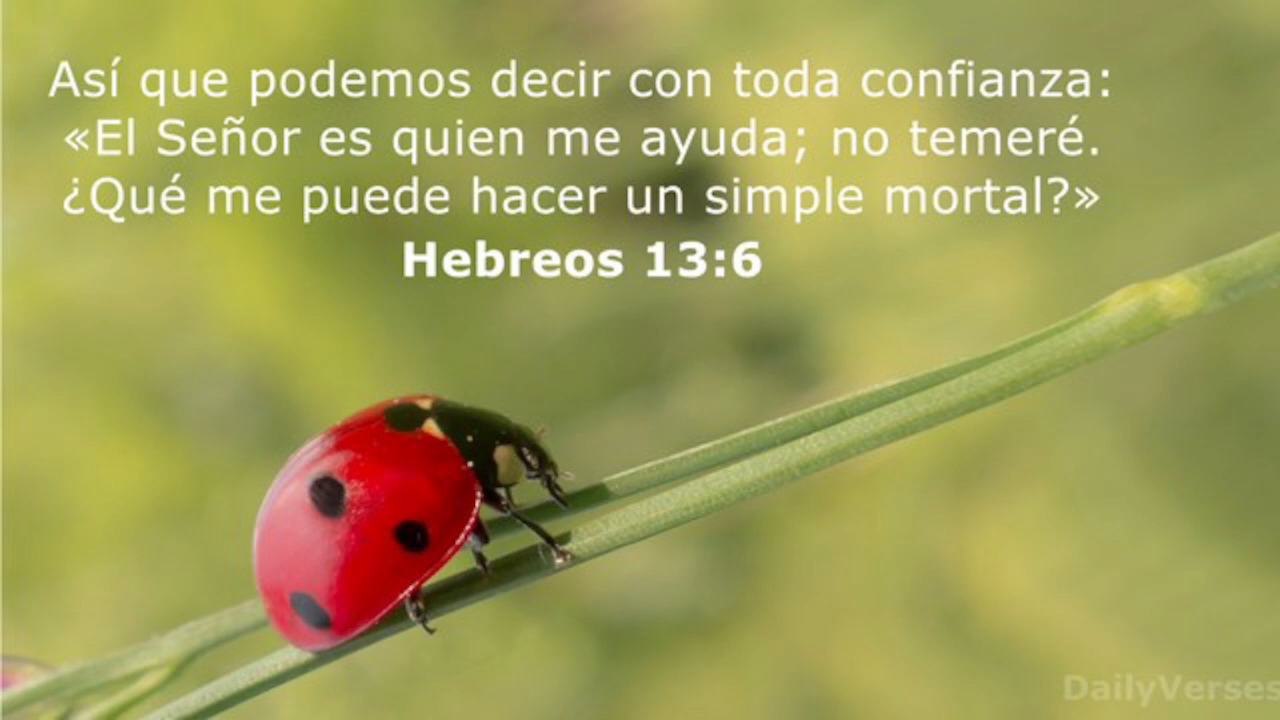 Así que podemos decir con toda confianza:
«El Señor es quien me ayuda; no temeré.
¿Qué me puede hacer un simple mortal?»
Hebreos 13:6
DailyVerses